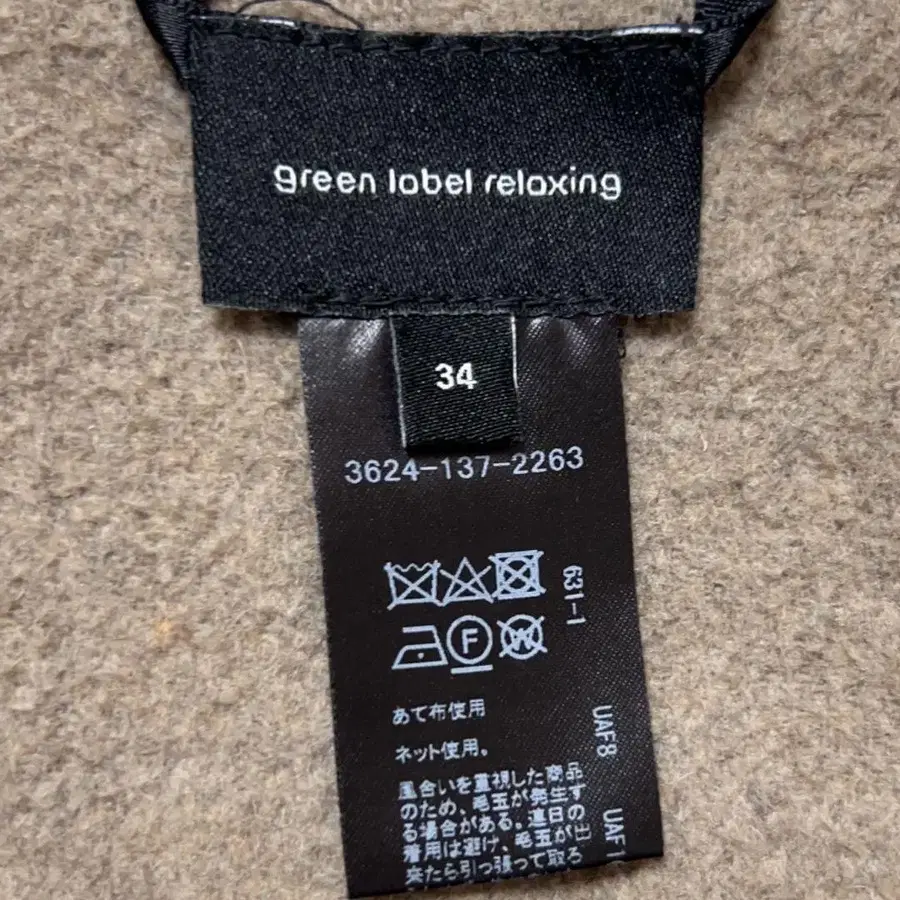 green label relaxing
34
3624-137-2263
631-1
F
W
あて布使用
ネット使用。
風合いを重視した商品
のため、毛玉が発生す
る場合がある。連日の
着用は避け、毛玉が出
来たら引っ張って取ろ
UAF8